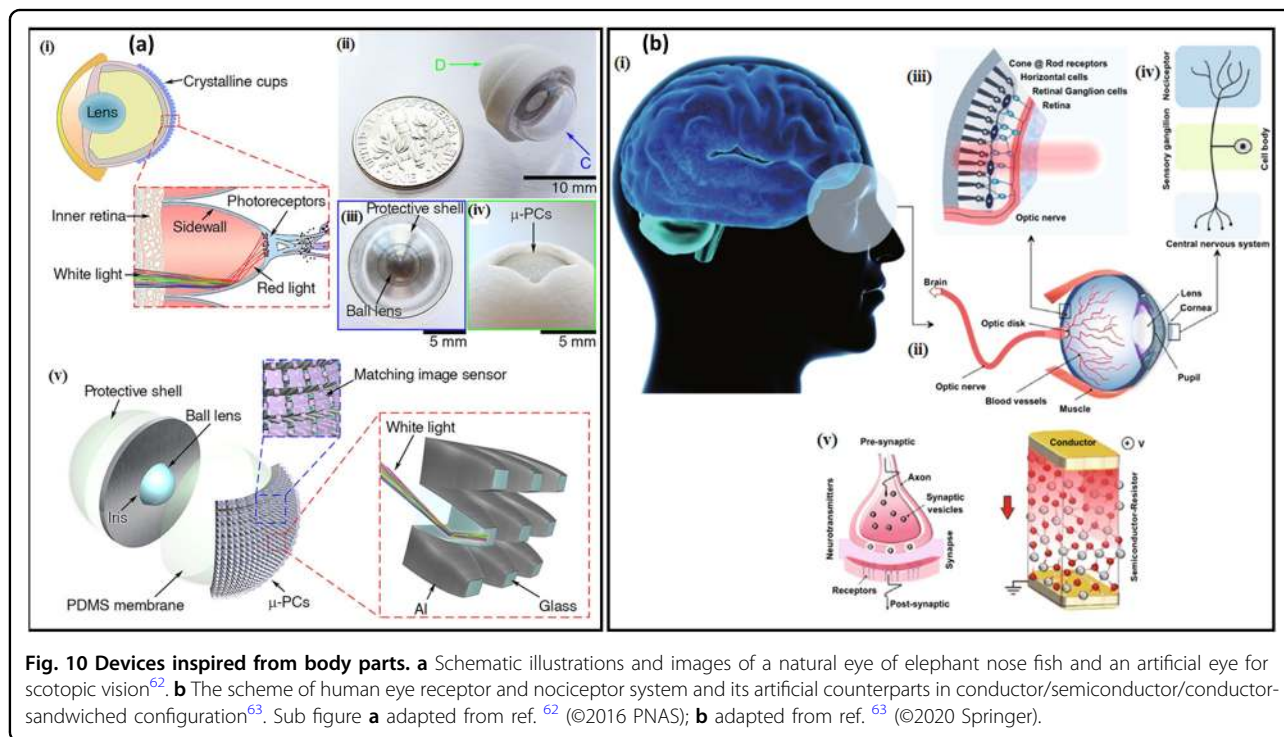 (a)
(i)
Lens
Crystalline cups
Inner retina
Sidewall
Photoreceptors
White light
Red light
(ii)
D
C
10 mm
(iii)
Protective shell
Ball lens
5 mm
(iv)
μ-PCs
5 mm
(v)
Protective shell
Ball lens
Iris
PDMS membrane
μ-PCs
Matching image sensor
White light
Al
Glass
(b)
(i)
(iii)
Cone @ Rod receptors
Horizontal cells
Retinal Ganglion cells
Retina
Optic nerve
(iv)
Nociceptor
Sensory ganglion
Cell body
Central nervous system
(ii)
Brain
Optic disk
Optic nerve
Blood vessels
Muscle
Lens
Cornea
Pupil
(v)
Pre-synaptic
Axon
Synaptic
vesicles
Neurotransmitters
Synapse
Receptors
Post-synaptic
Conductor
+ V
Semiconductor-Resistor
Fig. 10 Devices inspired from body parts. a Schematic illustrations and images of a natural eye of elephant nose fish and an artificial eye for
scotopic vision62. b The scheme of human eye receptor and nociceptor system and its artificial counterparts in conductor/semiconductor/conductor-
sandwiched configuration63. Sub figure a adapted from ref. 62 (©2016 PNAS); b adapted from ref. 63 (©2020 Springer).